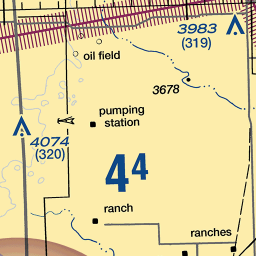 3983
(319)
oil field
3678
pumping
station
4074
(320)
44
ranch
ranches